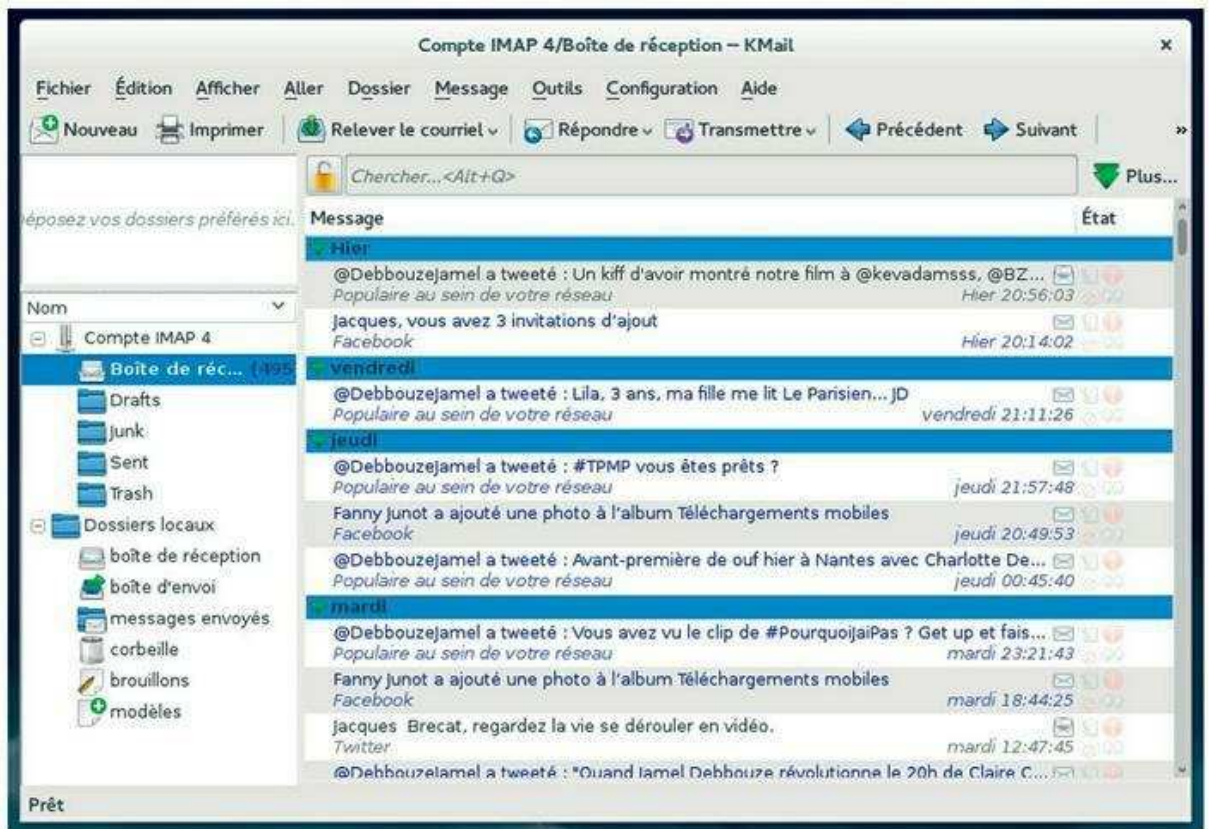 Compte IMAP 4/Boîte de réception — KMail
Fichier Édition Afficher Aller Dossier Message Outils Configuration Aide
Nouveau Imprimer Relever le courriel Répondre Transmettre Précédent Suivant »
Chercher...<Alt+Q> Plus...
éposez vos dossiers préférés ici.
Nom
Compte IMAP 4
Boîte de réc... (495
Drafts
Junk
Sent
Trash
Dossiers locaux
boîte de réception
boîte d'envoi
messages envoyés
corbeille
brouillons
modèles
Message État
Hier
@DebbouzeJamel a tweeté : Un kiff d'avoir montré notre film à @kevadamsss, @BZ...
Populaire au sein de votre réseau Hier 20:56:03
Jacques, vous avez 3 invitations d'ajout
Facebook Hier 20:14:02
vendredi
@DebbouzeJamel a tweeté : Lila, 3 ans, ma fille me lit Le Parisien... JD
Populaire au sein de votre réseau vendredi 21:11:26
jeudi
@DebbouzeJamel a tweeté : #TPMP vous êtes prêts ?
Populaire au sein de votre réseau jeudi 21:57:48
Fanny Junot a ajouté une photo à l'album Téléchargements mobiles
Facebook jeudi 20:49:53
@DebbouzeJamel a tweeté : Avant-première de ouf hier à Nantes avec Charlotte De...
Populaire au sein de votre réseau jeudi 00:45:40
mardi
@DebbouzeJamel a tweeté : Vous avez vu le clip de #PourquoiJaiPas ? Get up et fais...
Populaire au sein de votre réseau mardi 23:21:43
Fanny Junot a ajouté une photo à l'album Téléchargements mobiles
Facebook mardi 18:44:25
Jacques Brecat, regardez la vie se dérouler en vidéo.
Twitter mardi 12:47:45
@DebbouzeJamel a tweeté : "Quand Jamel Debbouze révolutionne le 20h de Claire C...
Prêt